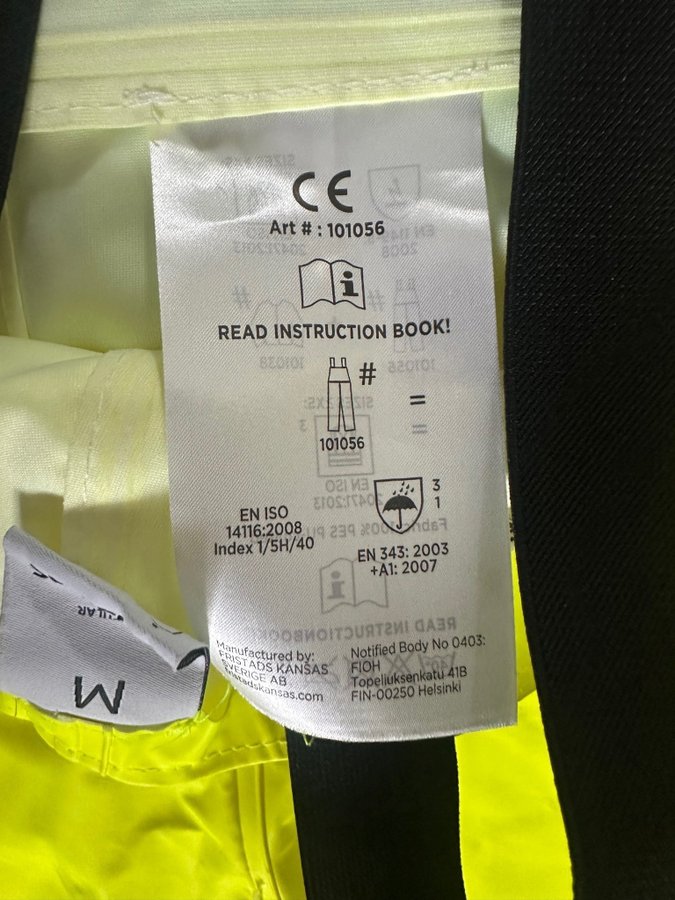 CE
Art # : 101056
i
READ INSTRUCTION BOOK!
#
=
101056
EN ISO
14116:2008
Index 1/5H/40
3
1
EN 343: 2003
+A1: 2007
Manufactured by:
FRISTADS KANSAS
SVERIGE AB
fristadskansas.com
Notified Body No 0403:
FIOH
Topeliuksenkatu 41B
FIN-00250 Helsinki
M